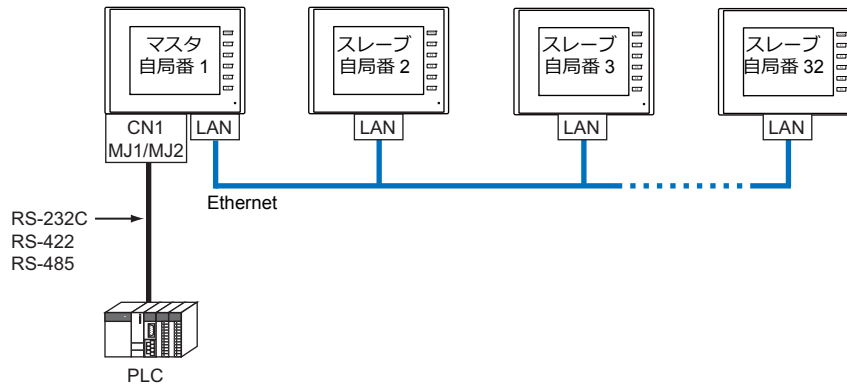 マスタ
自局番 1
スレーブ
自局番 2
スレーブ
自局番 3
スレーブ
自局番 32
CN1
MJ1/MJ2
LAN
LAN
LAN
LAN
Ethernet
RS-232C
RS-422
RS-485
PLC